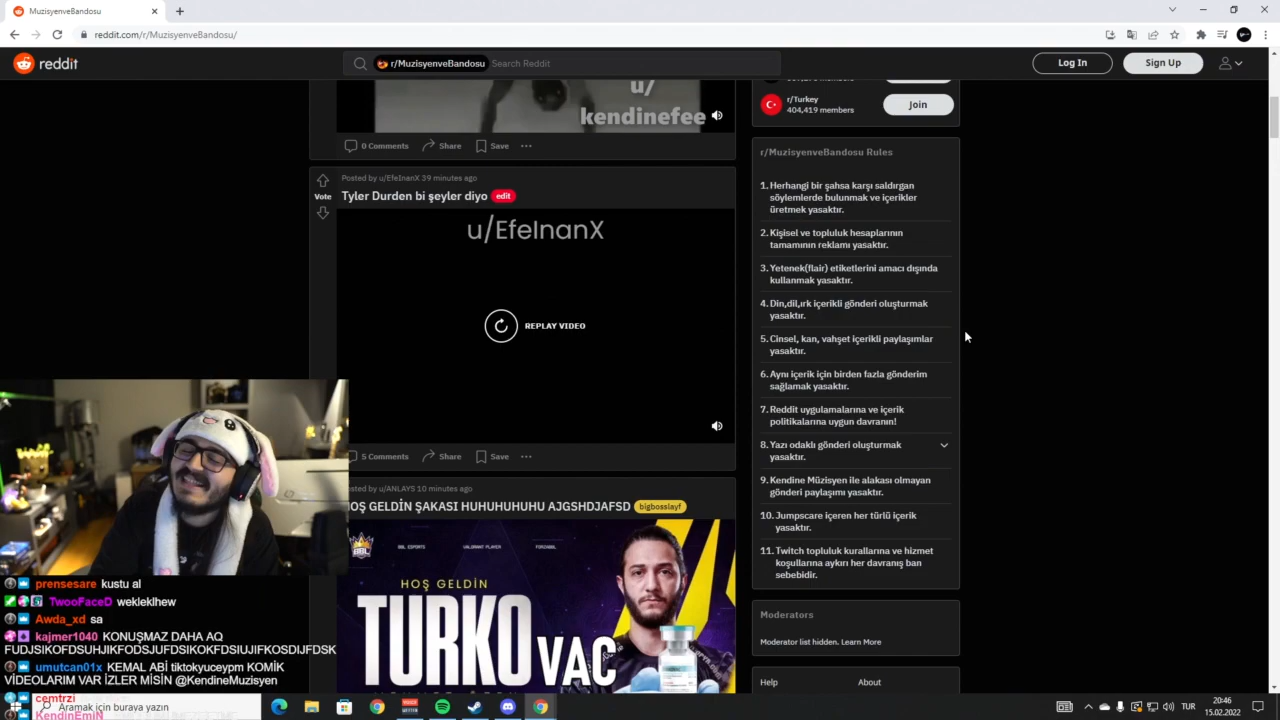 MuzisyenveBandosu
reddit.com/r/MuzisyenveBandosu/
reddit
r/MuzisyenveBandosu Search Reddit
Log In
Sign Up
u/
kendinefee
0 Comments Share Save
Posted by u/EfeInanX 39 minutes ago
Vote
Tyler Durden bi şeyler diyo edit
u/EfeInanX
REPLAY VIDEO
5 Comments Share Save
Posted by u/ANLAYS 10 minutes ago
HOŞ GELDİN ŞAKASI HUHUHUHUHU AJGSHDJAFSD bigbosslayf
BBL ESPORTS VALORANT PLAYER
HOŞ GELDİN
TURKO VAC
r/Turkey
404,419 members
Join
r/MuzisyenveBandosu Rules
1. Herhangi bir şahsa karşı saldırgan
söylemlerde bulunmak ve içerikler
üretmek yasaktır.
2. Kişisel ve topluluk hesaplarının
tamamının reklamı yasaktır.
3. Yetenek(flair) etiketlerini amacı dışında
kullanmak yasaktır.
4. Din,dil,ırk içerikli gönderi oluşturmak
yasaktır.
5. Cinsel, kan, vahşet içerikli paylaşımlar
yasaktır.
6. Aynı içerik için birden fazla gönderim
sağlamak yasaktır.
7. Reddit uygulamalarına ve içerik
politikalarına uygun davranın!
8. Yazı odaklı gönderi oluşturmak
yasaktır.
9. Kendine Müzisyen ile alakası olmayan
gönderi paylaşımı yasaktır.
10. Jumpscare içeren her türlü içerik
yasaktır.
11. Twitch topluluk kurallarına ve hizmet
koşullarına aykırı her davranış ban
sebebidir.
Moderators
Moderator list hidden. Learn More
Help About
prensesare kustu al
TwooFaceD wekleklhew
Awda_xd sa
kajmer1040 KONUŞMAZ DAHA AQ
FUDJSIKOFDSUHJIKFODSJUFDSIKOKFDSIUJIFKOSDIJFDSK
umutcan01x KEMAL ABİ tiktokyuceypm KOMİK
VİDEOLARIM VAR İZLER MİSİN @KendineMuzisyen
cemtrzi
KendinEmiN
Aramak için buraya yazın
TUR
20:46
15.02.2022